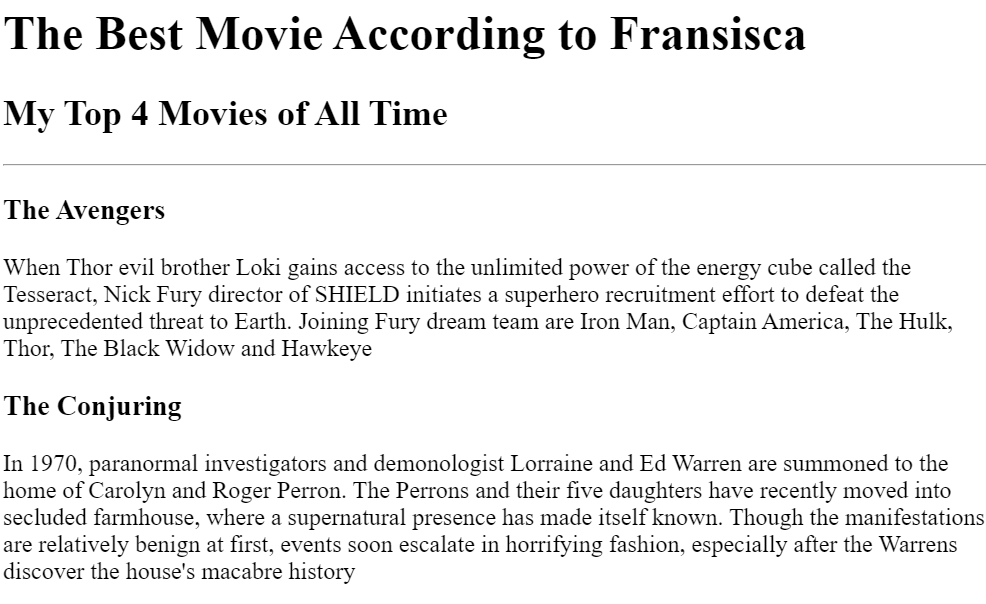 The Best Movie According to Fransisca
My Top 4 Movies of All Time
The Avengers
When Thor evil brother Loki gains access to the unlimited power of the energy cube called the
Tesseract, Nick Fury director of SHIELD initiates a superhero recruitment effort to defeat the
unprecedented threat to Earth. Joining Fury dream team are Iron Man, Captain America, The Hulk,
Thor, The Black Widow and Hawkeye
The Conjuring
In 1970, paranormal investigators and demonologist Lorraine and Ed Warren are summoned to the
home of Carolyn and Roger Perron. The Perrons and their five daughters have recently moved into
secluded farmhouse, where a supernatural presence has made itself known. Though the manifestations
are relatively benign at first, events soon escalate in horrifying fashion, especially after the Warrens
discover the house's macabre history